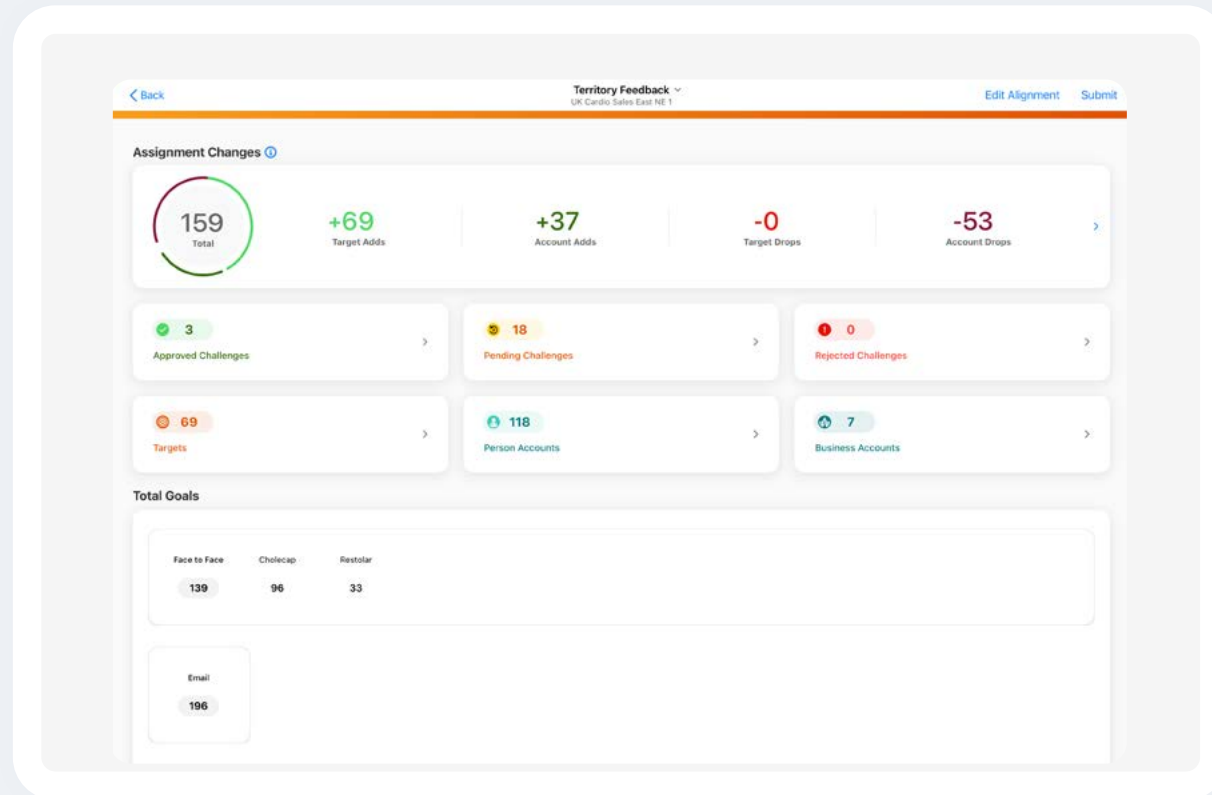 Back
Territory Feedback
UK Cardio Sales East NE 1
Edit Alignment Submit
Assignment Changes
159
Total
+69
Target Adds
+37
Account Adds
-0
Target Drops
-53
Account Drops
3
Approved Challenges
18
Pending Challenges
0
Rejected Challenges
69
Targets
118
Person Accounts
7
Business Accounts
Total Goals
Face to Face Cholecap Restolar
139 96 33
Email
196